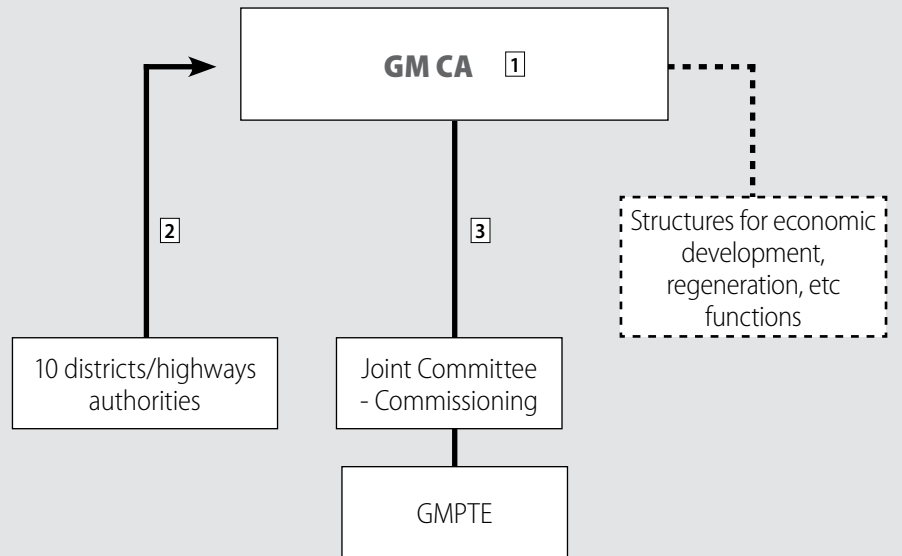 GM CA 1
2
3
Structures for economic
development,
regeneration, etc
functions
10 districts/highways
authorities
Joint Committee
- Commissioning
GMPTE